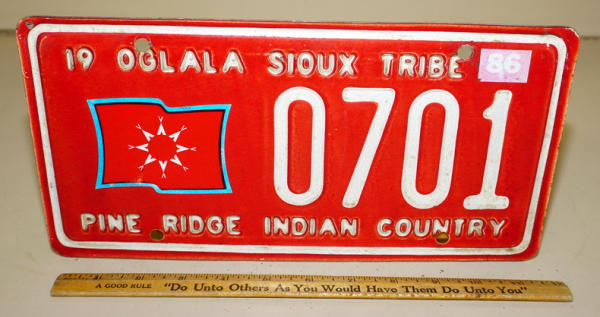 19 OGLALA SIOUX TRIBE 86
0701
PINE RIDGE INDIAN COUNTRY
A GOOD RULE "Do Unto Others As You Would Have Them Do Unto You"